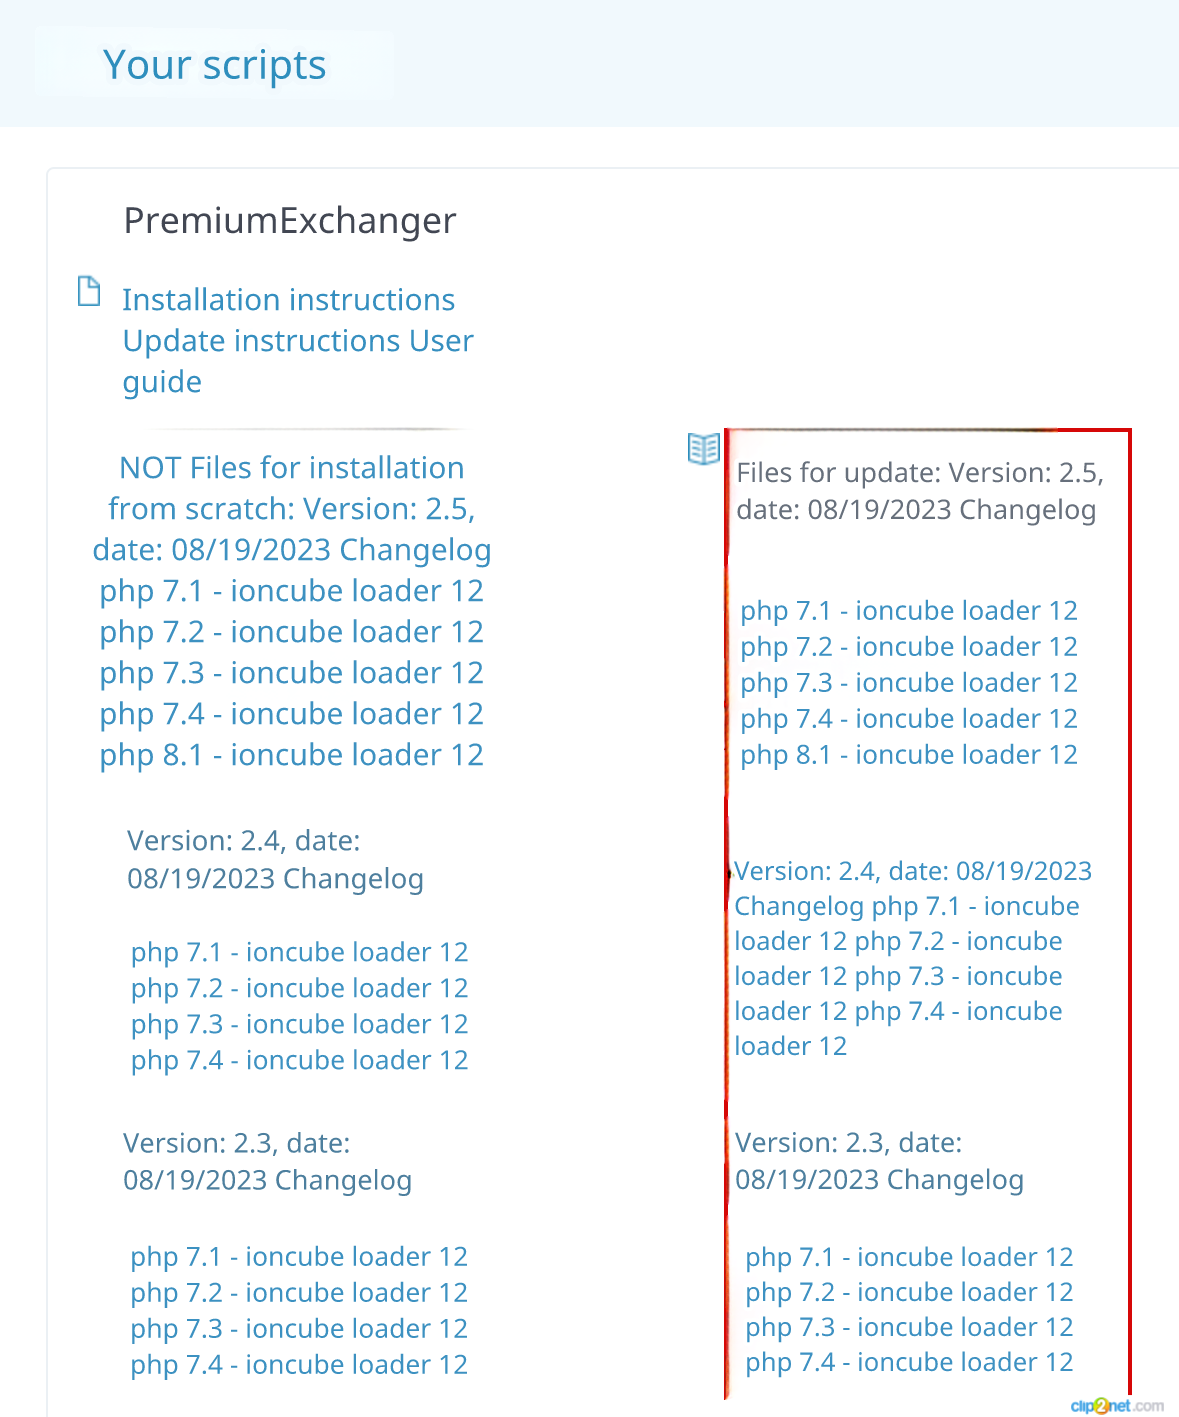 Your scripts
PremiumExchanger
Installation instructions
Update instructions User
guide
NOT Files for installation
from scratch: Version: 2.5,
date: 08/19/2023 Changelog
php 7.1 - ioncube loader 12
php 7.2 - ioncube loader 12
php 7.3 - ioncube loader 12
php 7.4 - ioncube loader 12
php 8.1 - ioncube loader 12
Version: 2.4, date:
08/19/2023 Changelog
php 7.1 - ioncube loader 12
php 7.2 - ioncube loader 12
php 7.3 - ioncube loader 12
php 7.4 - ioncube loader 12
Version: 2.3, date:
08/19/2023 Changelog
php 7.1 - ioncube loader 12
php 7.2 - ioncube loader 12
php 7.3 - ioncube loader 12
php 7.4 - ioncube loader 12
Files for update: Version: 2.5,
date: 08/19/2023 Changelog
php 7.1 - ioncube loader 12
php 7.2 - ioncube loader 12
php 7.3 - ioncube loader 12
php 7.4 - ioncube loader 12
php 8.1 - ioncube loader 12
Version: 2.4, date: 08/19/2023
Changelog php 7.1 - ioncube
loader 12 php 7.2 - ioncube
loader 12 php 7.3 - ioncube
loader 12 php 7.4 - ioncube
loader 12
Version: 2.3, date:
08/19/2023 Changelog
php 7.1 - ioncube loader 12
php 7.2 - ioncube loader 12
php 7.3 - ioncube loader 12
php 7.4 - ioncube loader 12
clip2net.com